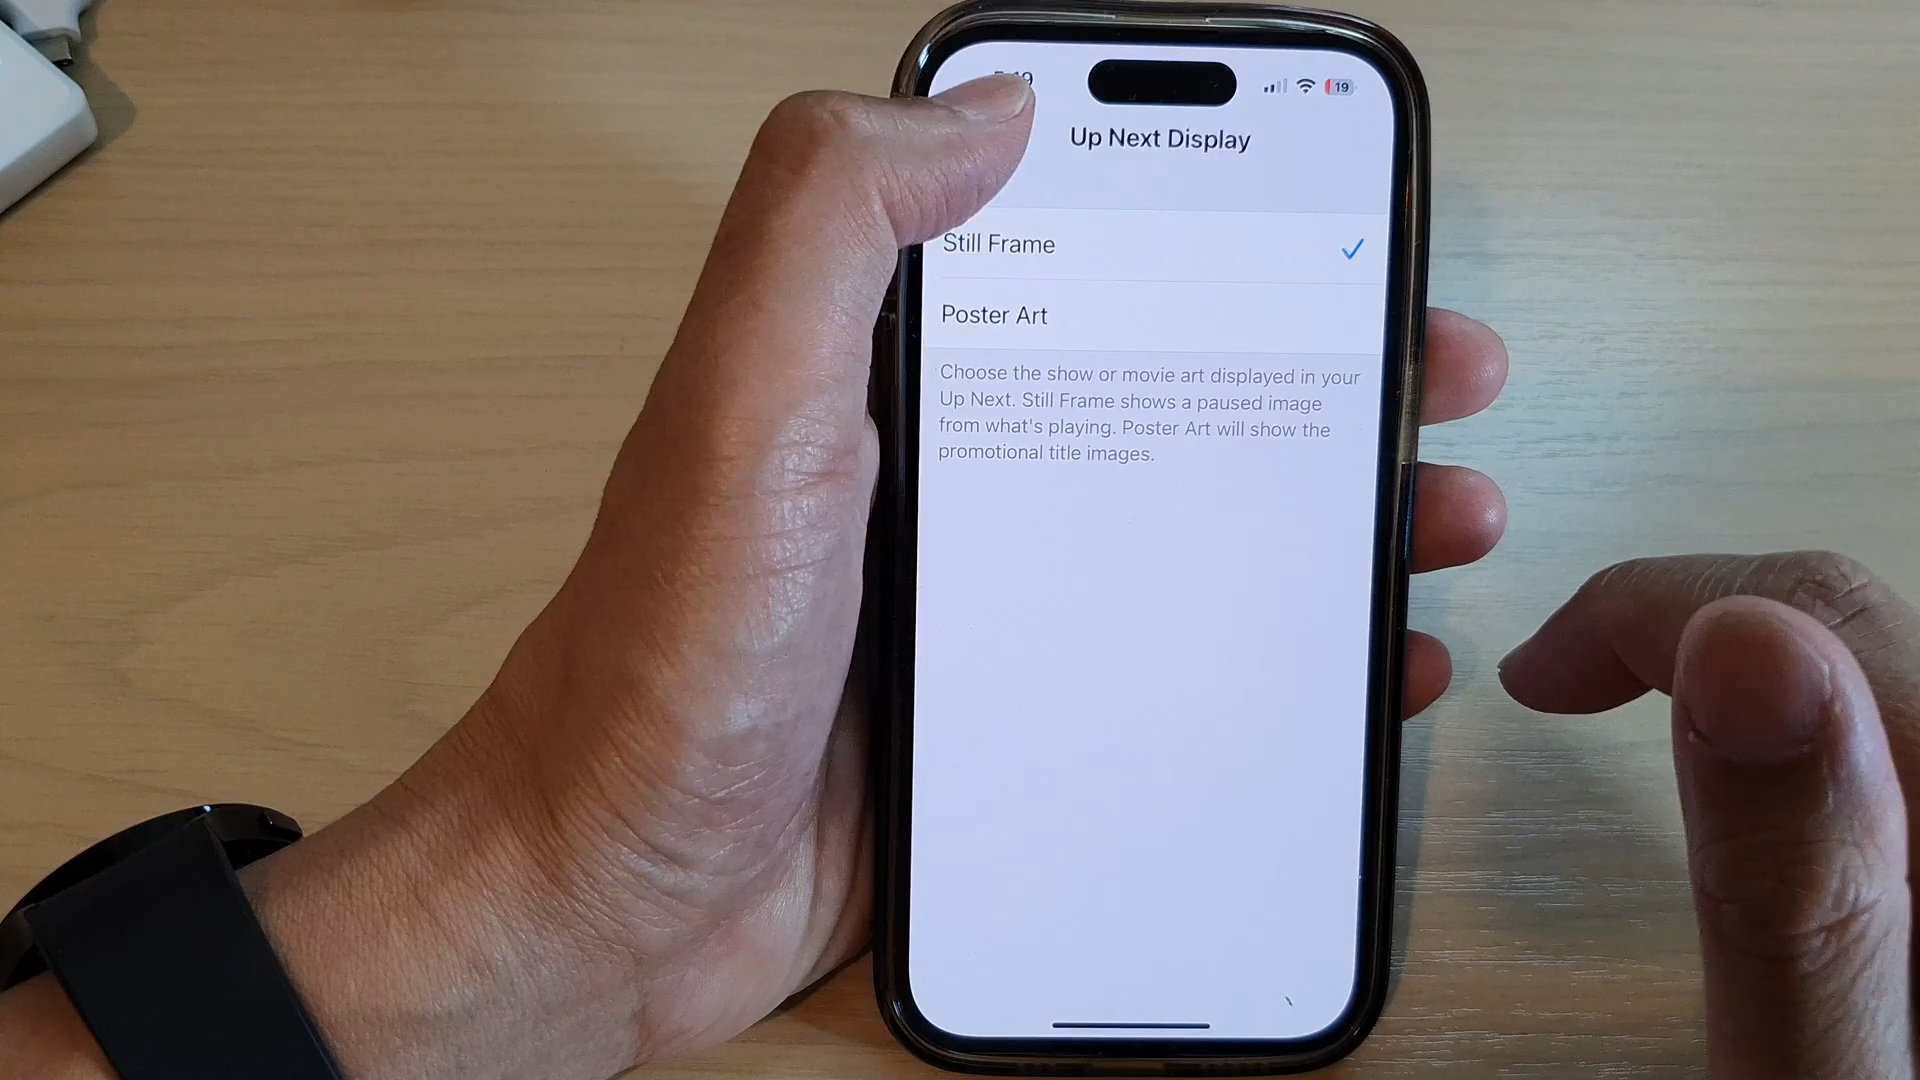 19
Up Next Display
Still Frame
Poster Art
Choose the show or movie art displayed in your
Up Next. Still Frame shows a paused image
from what's playing. Poster Art will show the
promotional title images.